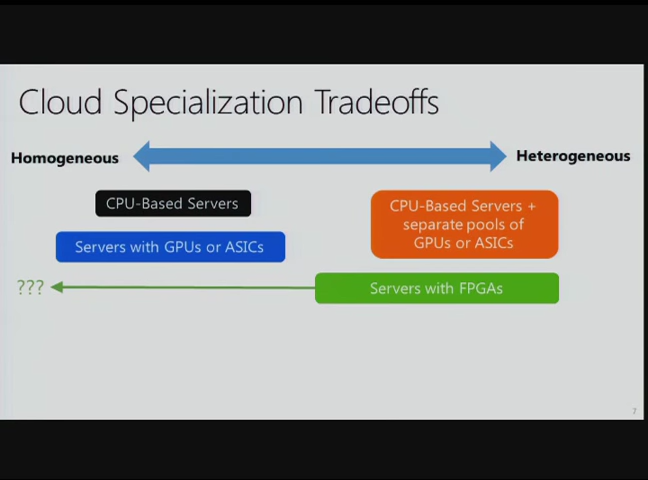 Cloud Specialization Tradeoffs
Homogeneous
Heterogeneous
CPU-Based Servers
CPU-Based Servers +
separate pools of
GPUs or ASICs
Servers with GPUs or ASICs
???
Servers with FPGAs
7